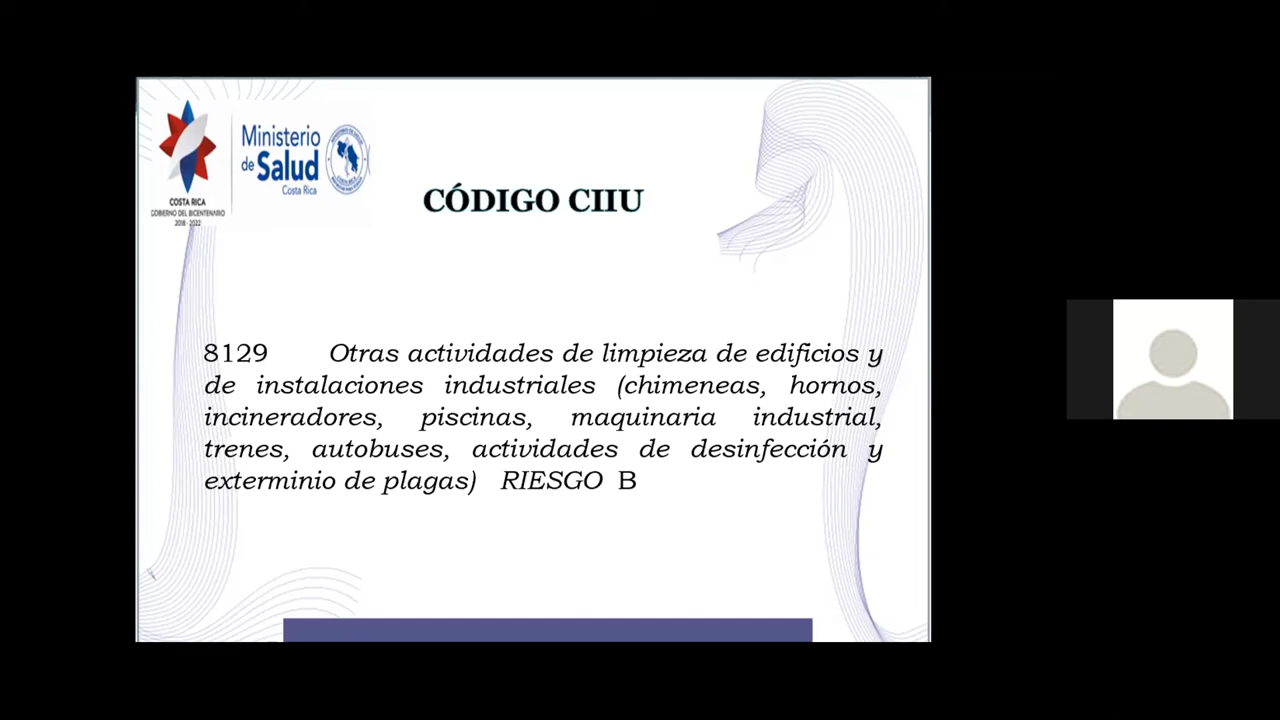 Ministerio
de Salud
Costa Rica
COSTA RICA
GOBIERNO DEL BICENTENARIO
2018 - 2022
CÓDIGO CIIU
8129 Otras actividades de limpieza de edificios y
de instalaciones industriales (chimeneas, hornos,
incineradores, piscinas, maquinaria industrial,
trenes, autobuses, actividades de desinfección y
exterminio de plagas) RIESGO B